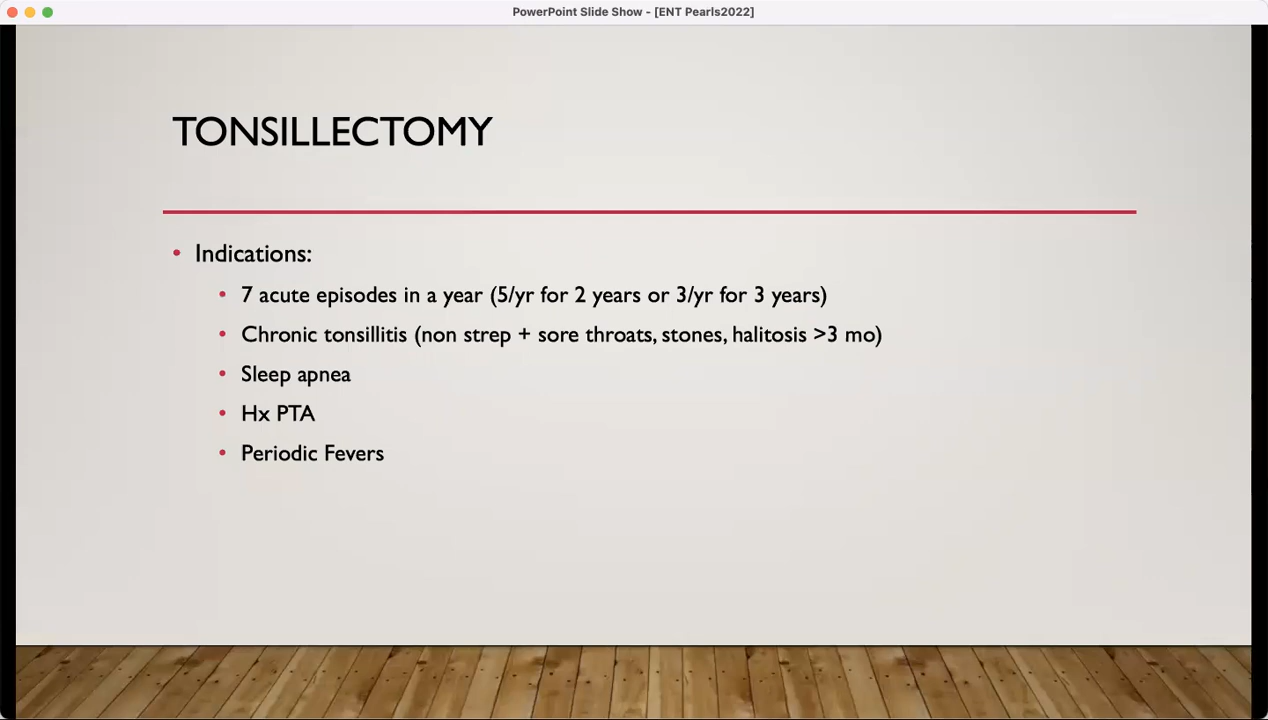 PowerPoint Slide Show - [ENT Pearls2022]
TONSILLECTOMY
• Indications:
• 7 acute episodes in a year (5/yr for 2 years or 3/yr for 3 years)
• Chronic tonsillitis (non strep + sore throats, stones, halitosis >3 mo)
• Sleep apnea
• Hx PTA
• Periodic Fevers